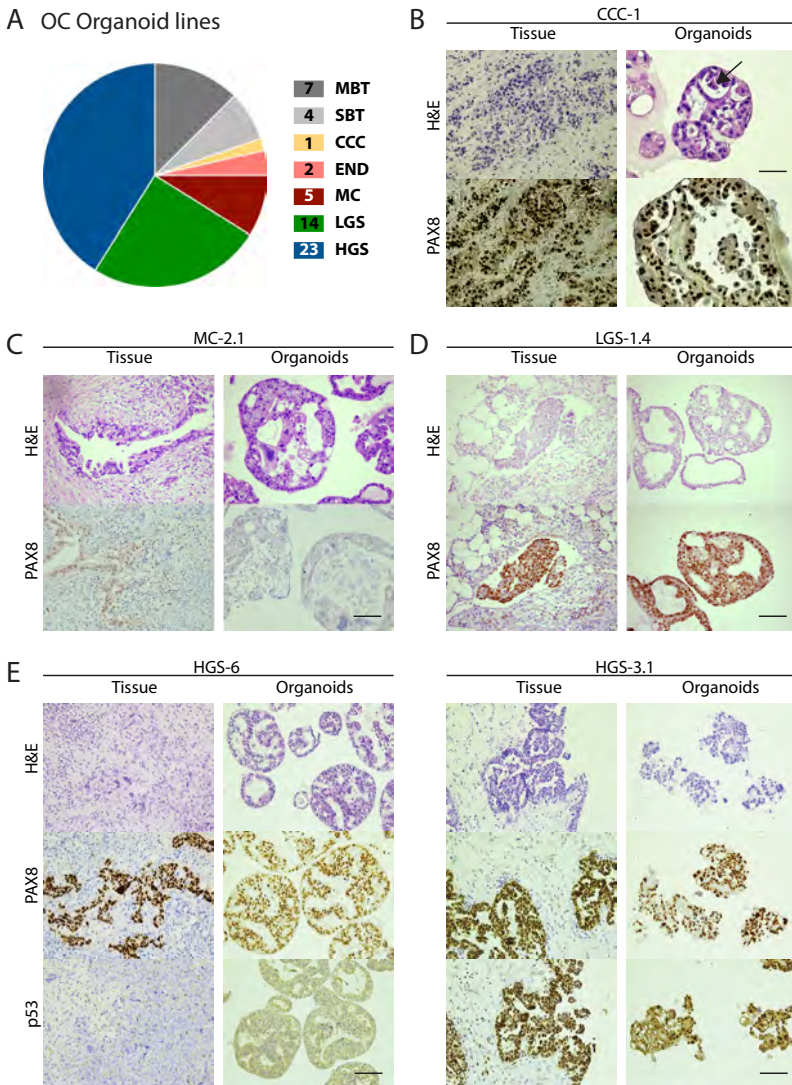 A OC Organoid lines
7 MBT
4 SBT
1 CCC
2 END
5 MC
14 LGS
23 HGS
B CCC-1
Tissue Organoids
H&E
PAX8
C MC-2.1
Tissue Organoids
H&E
PAX8
D LGS-1.4
Tissue Organoids
H&E
PAX8
E HGS-6
Tissue Organoids
H&E
PAX8
p53
HGS-3.1
Tissue Organoids